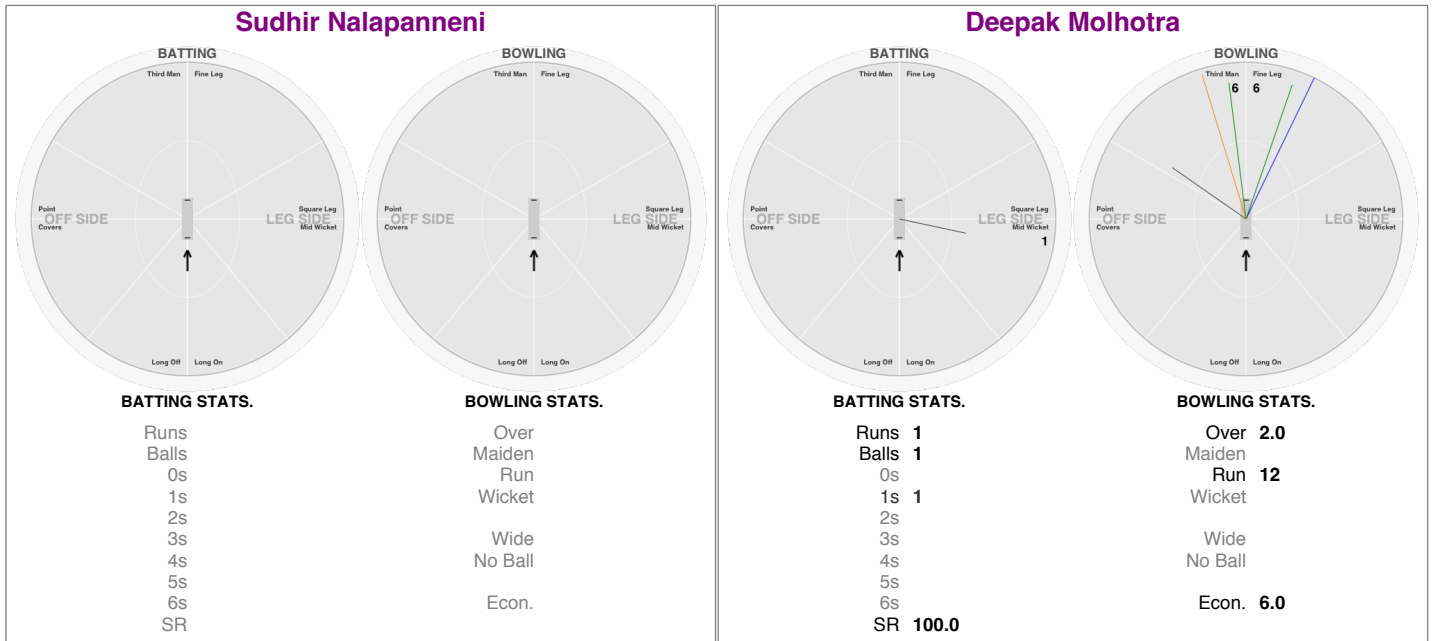 Sudhir Nalapanneni
BATTING
Third Man Fine Leg
Point
OFF SIDE
Covers
Square Leg
LEG SIDE
Mid Wicket
Long Off Long On
BOWLING
Third Man Fine Leg
Point
OFF SIDE
Covers
Square Leg
LEG SIDE
Mid Wicket
Long Off Long On
BATTING STATS.
Runs
Balls
0s
1s
2s
3s
4s
5s
6s
SR
BOWLING STATS.
Over
Maiden
Run
Wicket
Wide
No Ball
Econ.
Deepak Molhotra
BATTING
Third Man Fine Leg
Point
OFF SIDE
Covers
Square Leg
LEG SIDE
Mid Wicket
1
Long Off Long On
BOWLING
Third Man Fine Leg
6 6
Point
OFF SIDE
Covers
Square Leg
LEG SIDE
Mid Wicket
Long Off Long On
BATTING STATS.
Runs 1
Balls 1
0s
1s 1
2s
3s
4s
5s
6s
SR 100.0
BOWLING STATS.
Over 2.0
Maiden
Run 12
Wicket
Wide
No Ball
Econ. 6.0